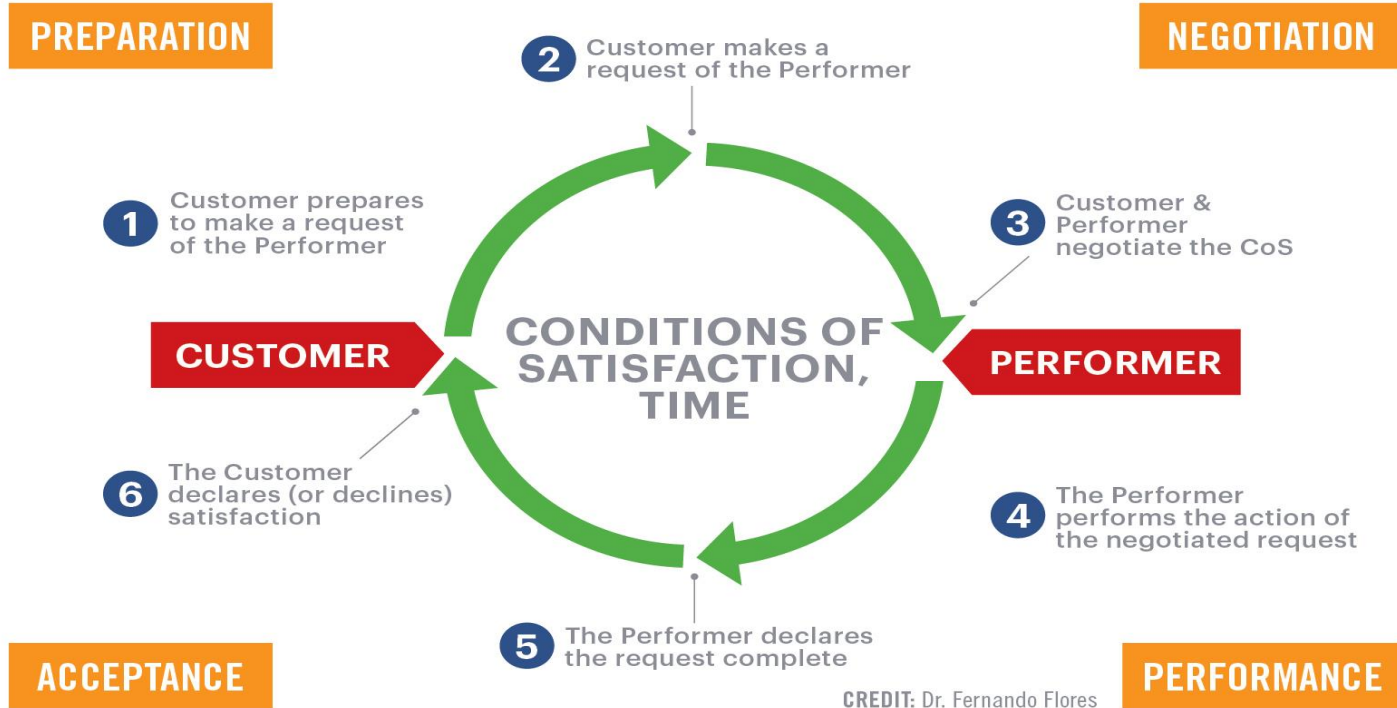 PREPARATION
NEGOTIATION
2
Customer makes a
request of the Performer
1
Customer prepares
to make a request
of the Performer
3
Customer &
Performer
negotiate the CoS
CUSTOMER
CONDITIONS OF
SATISFACTION,
TIME
PERFORMER
6
The Customer
declares (or declines)
satisfaction
4
The Performer
performs the action of
the negotiated request
5
The Performer declares
the request complete
ACCEPTANCE
PERFORMANCE
CREDIT: Dr. Fernando Flores